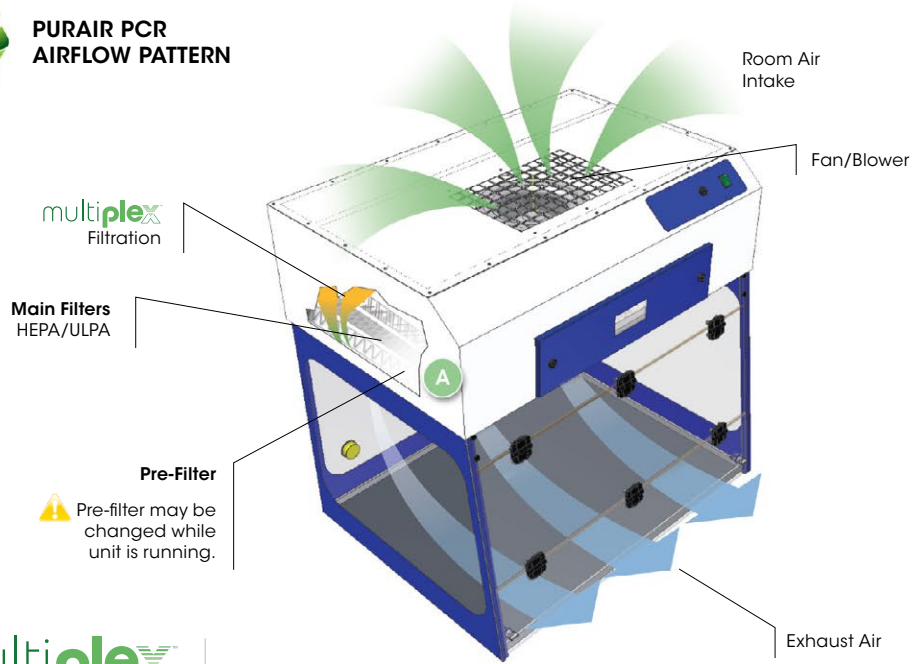 PURAIR PCR
AIRFLOW PATTERN
Room Air
Intake
Fan/Blower
multiplex
Filtration
Main Filters
HEPA/ULPA
A
Pre-Filter
Pre-filter may be
changed while
unit is running.
Exhaust Air
multiplex